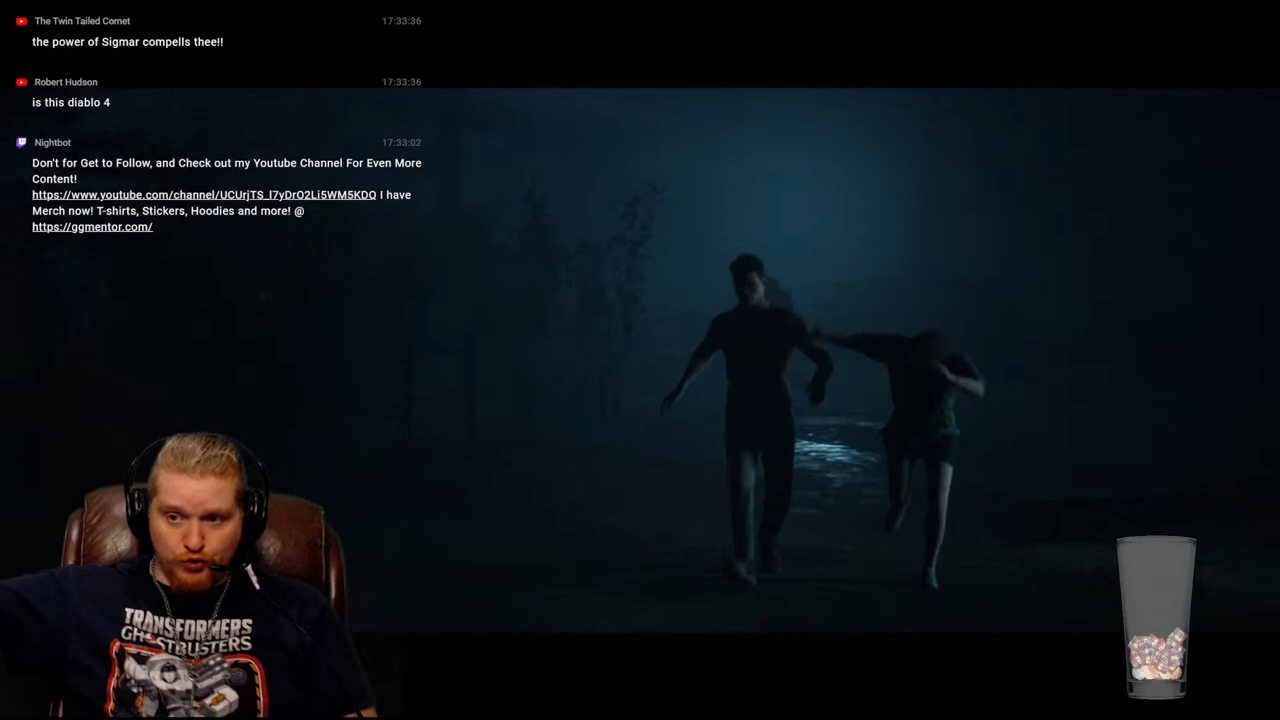 The Twin Tailed Comet 17:33:36
the power of Sigmar compells thee!!
Robert Hudson 17:33:36
is this diablo 4
Nightbot 17:33:02
Don't for Get to Follow, and Check out my Youtube Channel For Even More
Content!
https://www.youtube.com/channel/UCUrjTS_l7yDrO2Li5WM5KDQ I have
Merch now! T-shirts, Stickers, Hoodies and more! @
https://ggmentor.com/
TRANSFORMERS
GHOSTBUSTERS